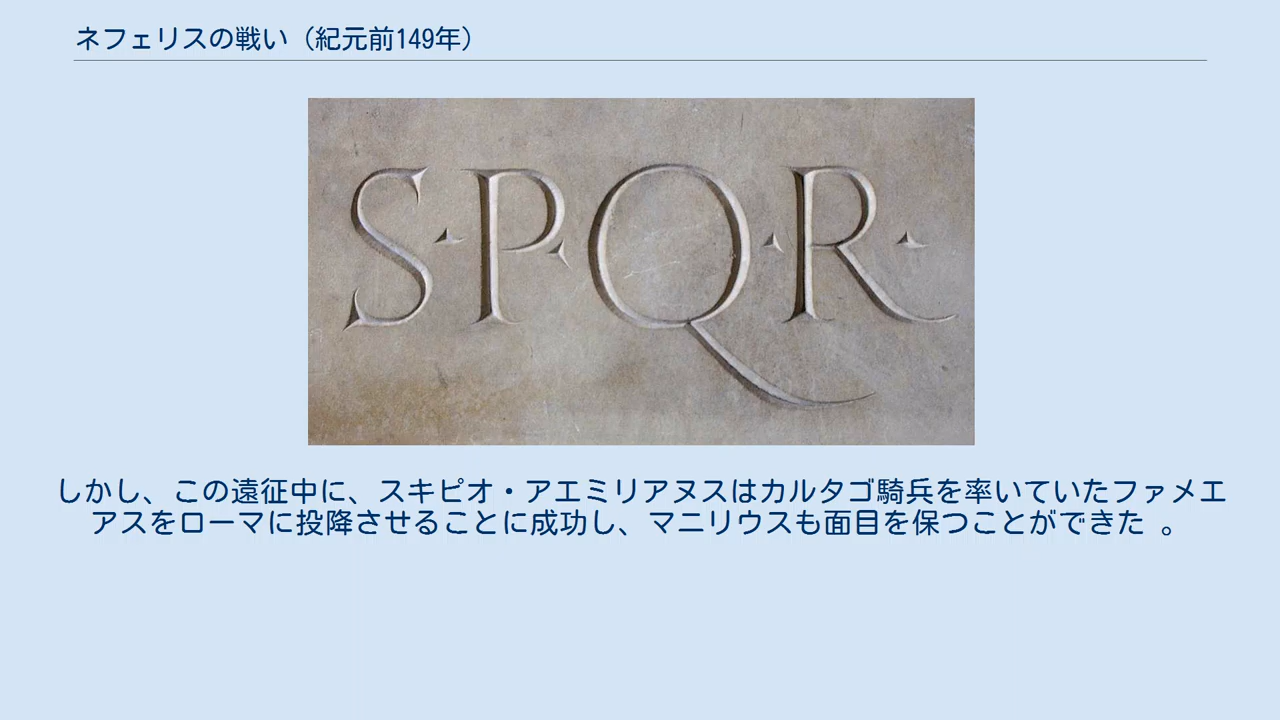 ネフェリスの戦い（紀元前149年）
S·P·Q·R·
しかし、この遠征中に、スキピオ・アエミリアヌスはカルタゴ騎兵を率いていたファメエ
アスをローマに投降させることに成功し、マニリウスも面目を保つことができた 。